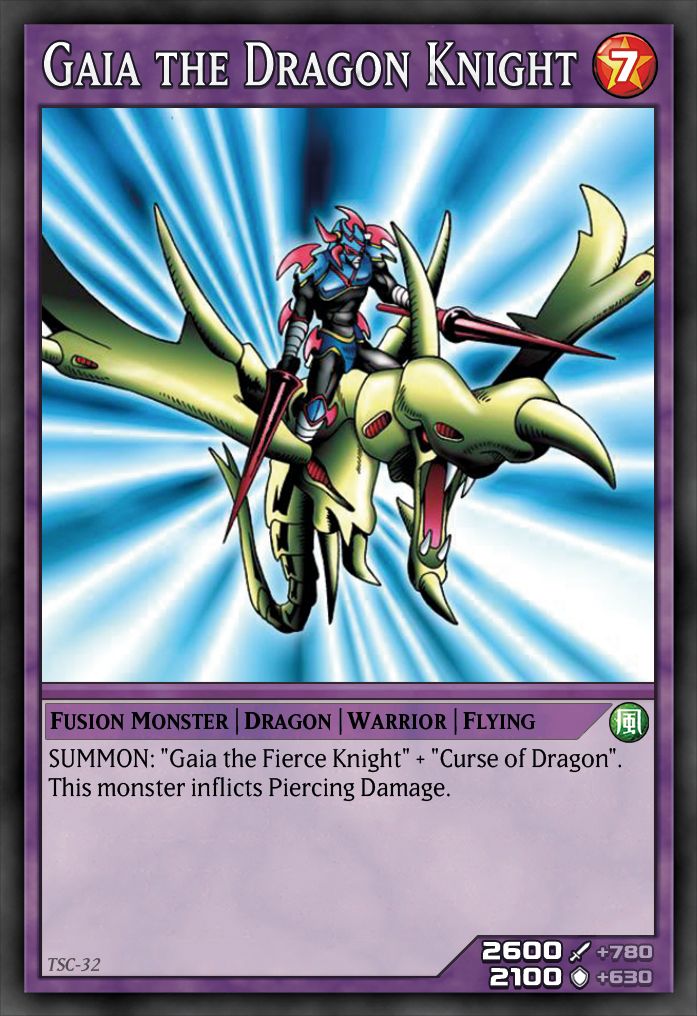 Gaia the Dragon Knight 7
Fusion Monster | Dragon | Warrior | Flying 風
SUMMON: "Gaia the Fierce Knight" + "Curse of Dragon".
This monster inflicts Piercing Damage.
2600 +780
TSC-32 2100 +630